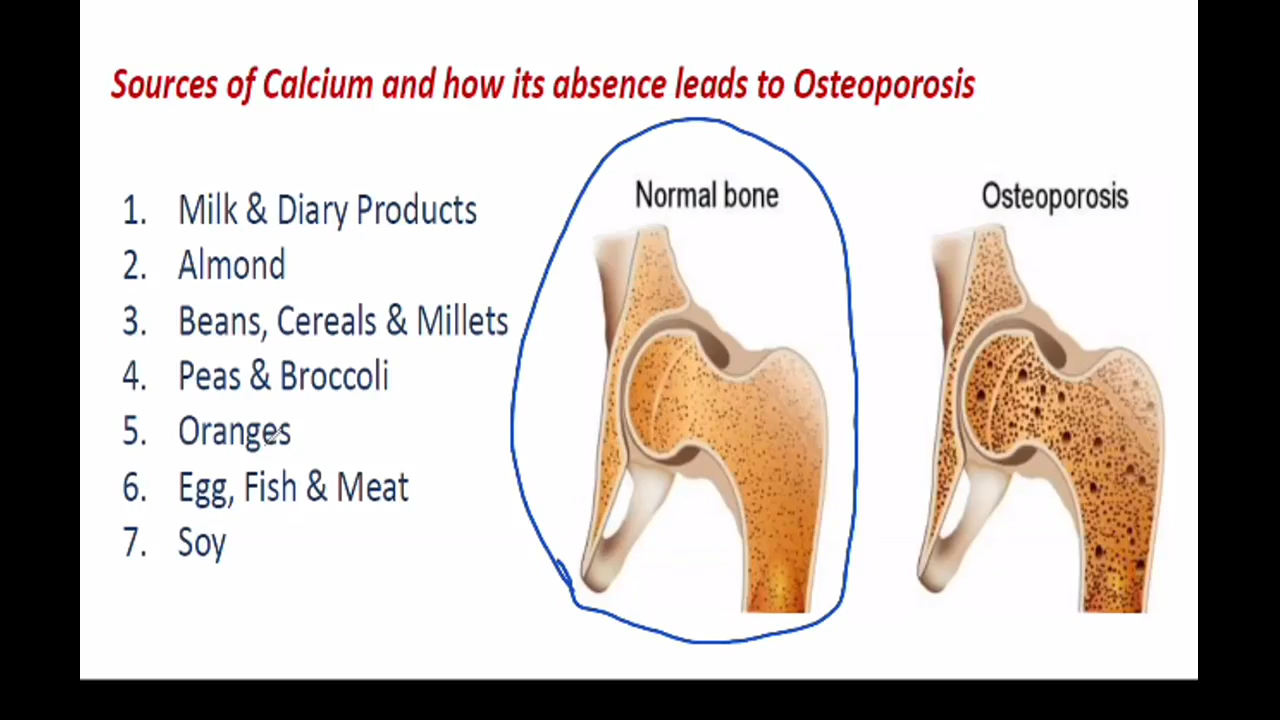 Sources of Calcium and how its absence leads to Osteoporosis
Normal bone
Osteoporosis
1. Milk & Diary Products
2. Almond
3. Beans, Cereals & Millets
4. Peas & Broccoli
5. Oranges
6. Egg, Fish & Meat
7. Soy